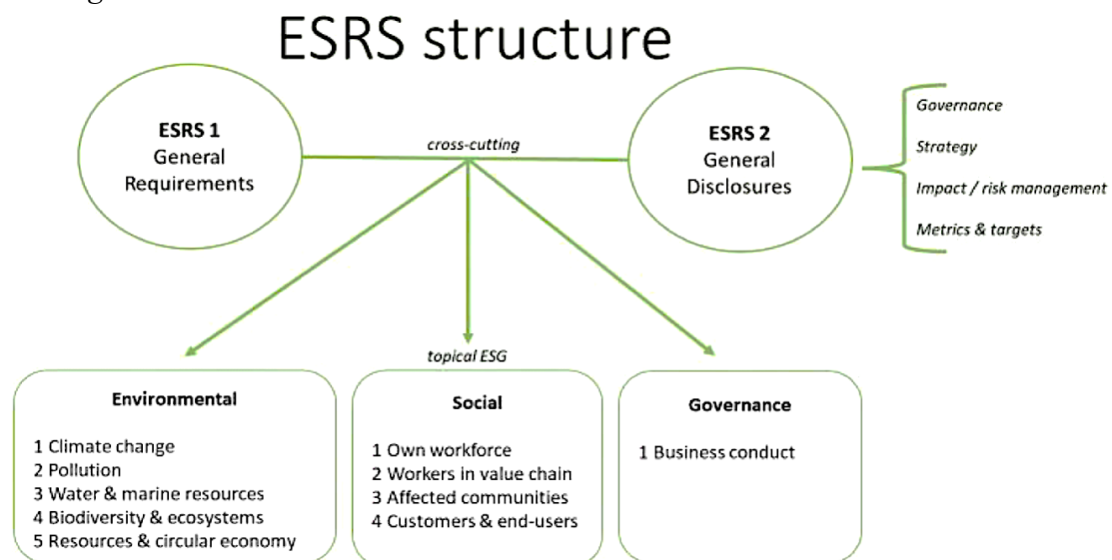 ESRS structure
ESRS 1
General
Requirements
cross-cutting
ESRS 2
General
Disclosures
Governance
Strategy
Impact / risk management
Metrics & targets
topical ESG
Environmental
1 Climate change
2 Pollution
3 Water & marine resources
4 Biodiversity & ecosystems
5 Resources & circular economy
Social
1 Own workforce
2 Workers in value chain
3 Affected communities
4 Customers & end-users
Governance
1 Business conduct